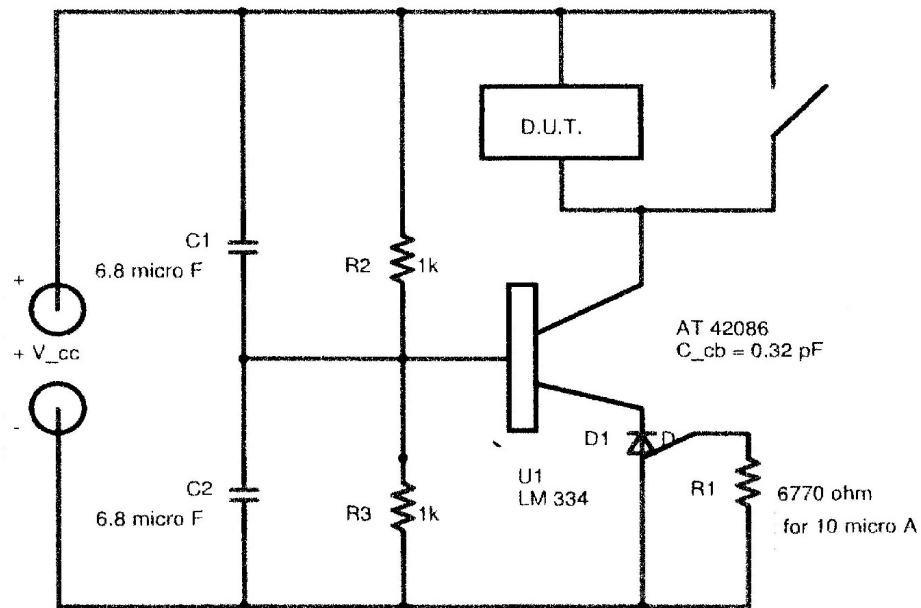 D.U.T.
C1
6.8 micro F
R2
1k
+
+ V_cc
-
AT 42086
C_cb = 0.32 pF
D1
D
C2
6.8 micro F
R3
1k
U1
LM 334
R1
6770 ohm
for 10 micro A